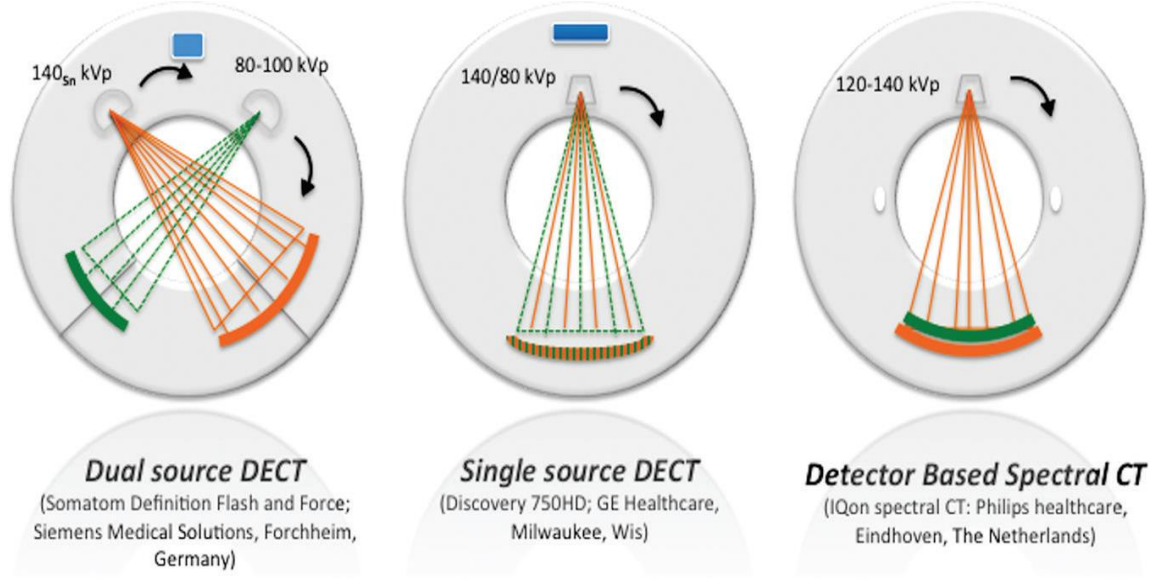 140Sn kVp
80-100 kVp
140/80 kVp
120-140 kVp
Dual source DECT
(Somatom Definition Flash and Force;
Siemens Medical Solutions, Forchheim,
Germany)
Single source DECT
(Discovery 750HD; GE Healthcare,
Milwaukee, Wis)
Detector Based Spectral CT
(IQon spectral CT: Philips healthcare,
Eindhoven, The Netherlands)